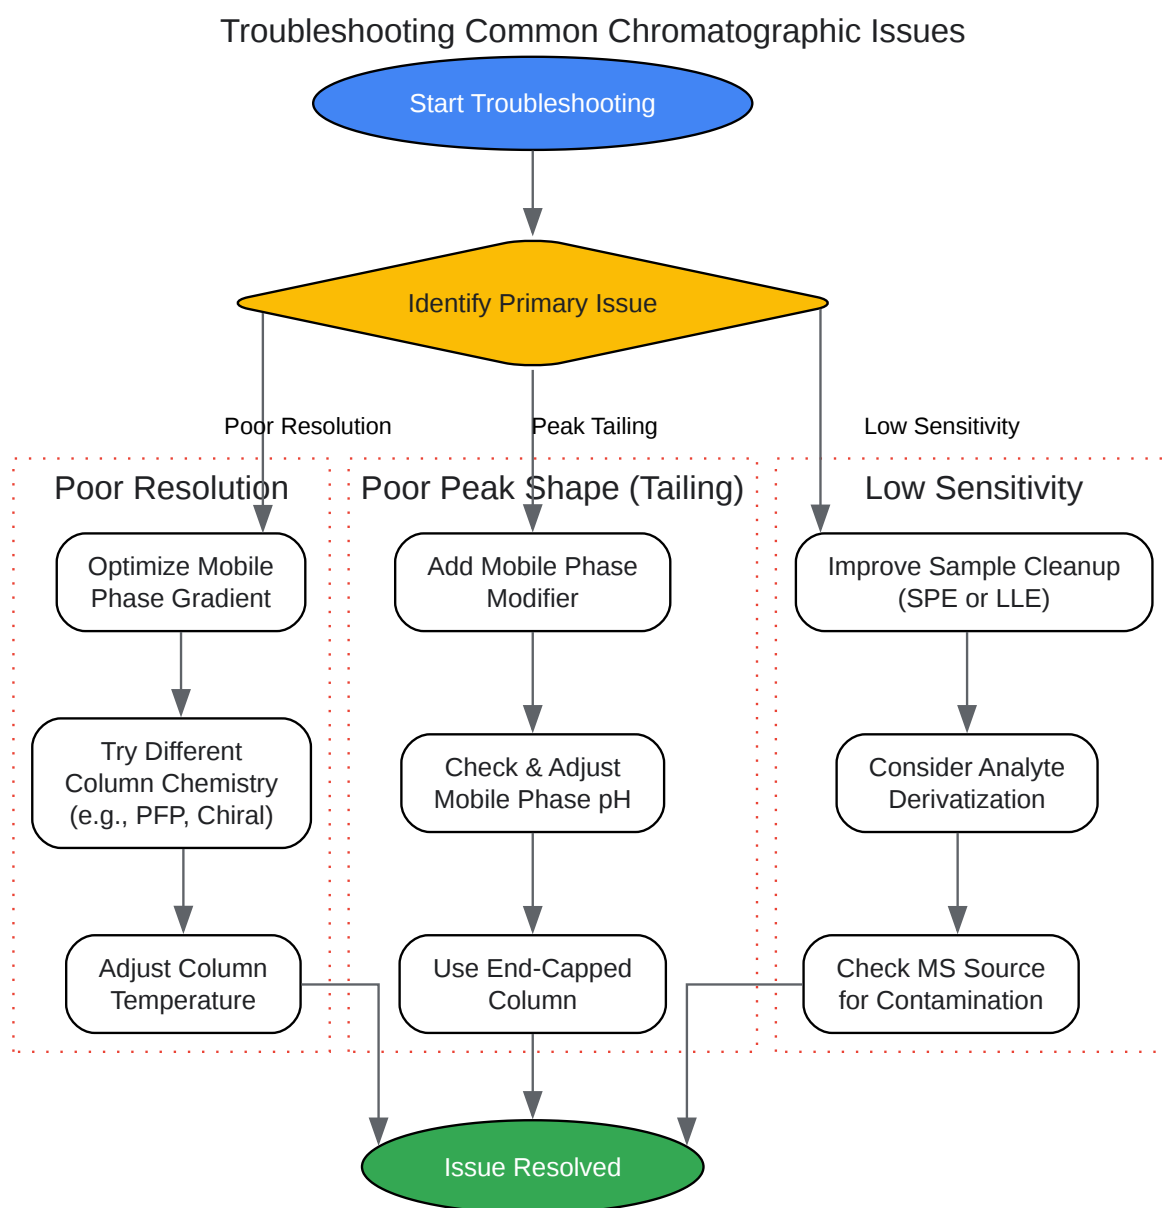 Troubleshooting Common Chromatographic Issues
Start Troubleshooting
Identify Primary Issue
Poor Resolution
Peak Tailing
Low Sensitivity
Poor Resolution
Optimize Mobile
Phase Gradient
Try Different
Column Chemistry
(e.g., PFP, Chiral)
Adjust Column
Temperature
Poor Peak Shape (Tailing)
Add Mobile Phase
Modifier
Check & Adjust
Mobile Phase pH
Use End-Capped
Column
Low Sensitivity
Improve Sample Cleanup
(SPE or LLE)
Consider Analyte
Derivatization
Check MS Source
for Contamination
Issue Resolved